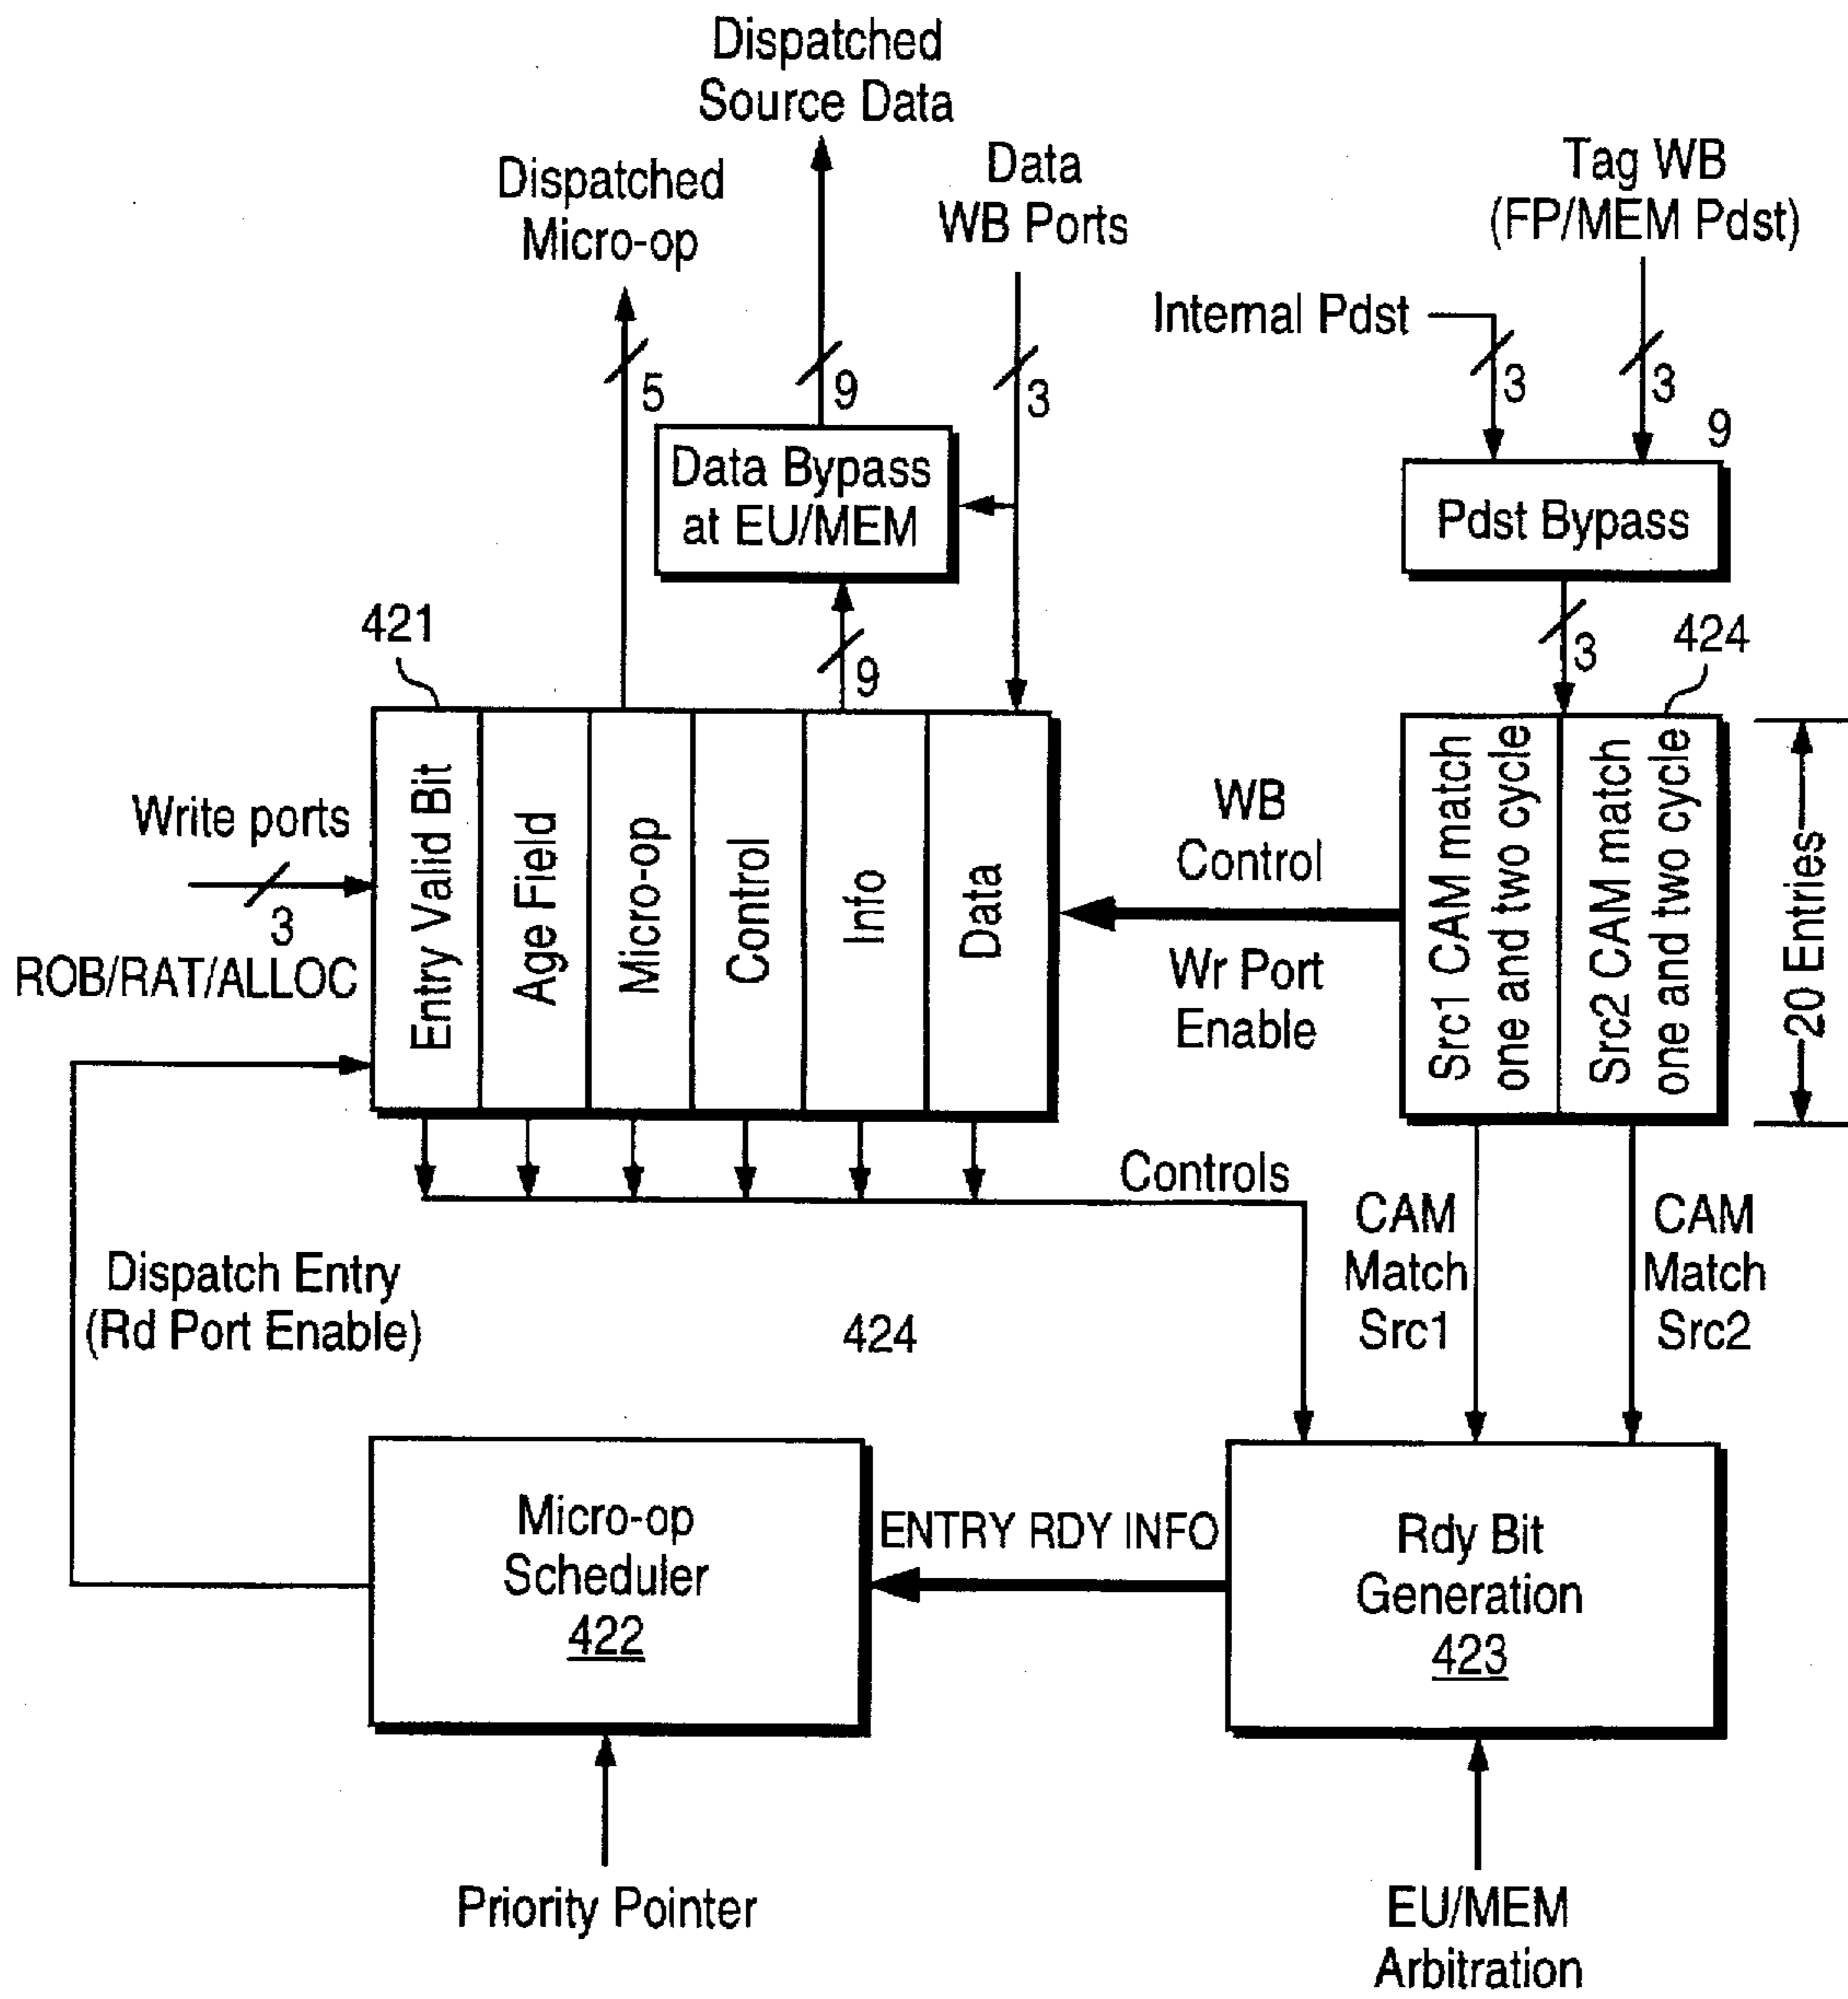 Dispatched
Source Data
Dispatched
Micro-op
Data
WB Ports
Tag WB
(FP/MEM Pdst)
Internal Pdst
5
9
3
3
3
9
Data Bypass
at EU/MEM
Pdst Bypass
421
9
3
424
Write ports
3
ROB/RAT/ALLOC
Entry Valid Bit
Age Field
Micro-op
Control
Info
Data
WB
Control
Wr Port
Enable
Src1 CAM match
one and two cycle
Src2 CAM match
one and two cycle
20 Entries
Controls
CAM
Match
Src1
CAM
Match
Src2
Dispatch Entry
(Rd Port Enable)
424
Micro-op
Scheduler
422
ENTRY RDY INFO
Rdy Bit
Generation
423
Priority Pointer
EU/MEM
Arbitration